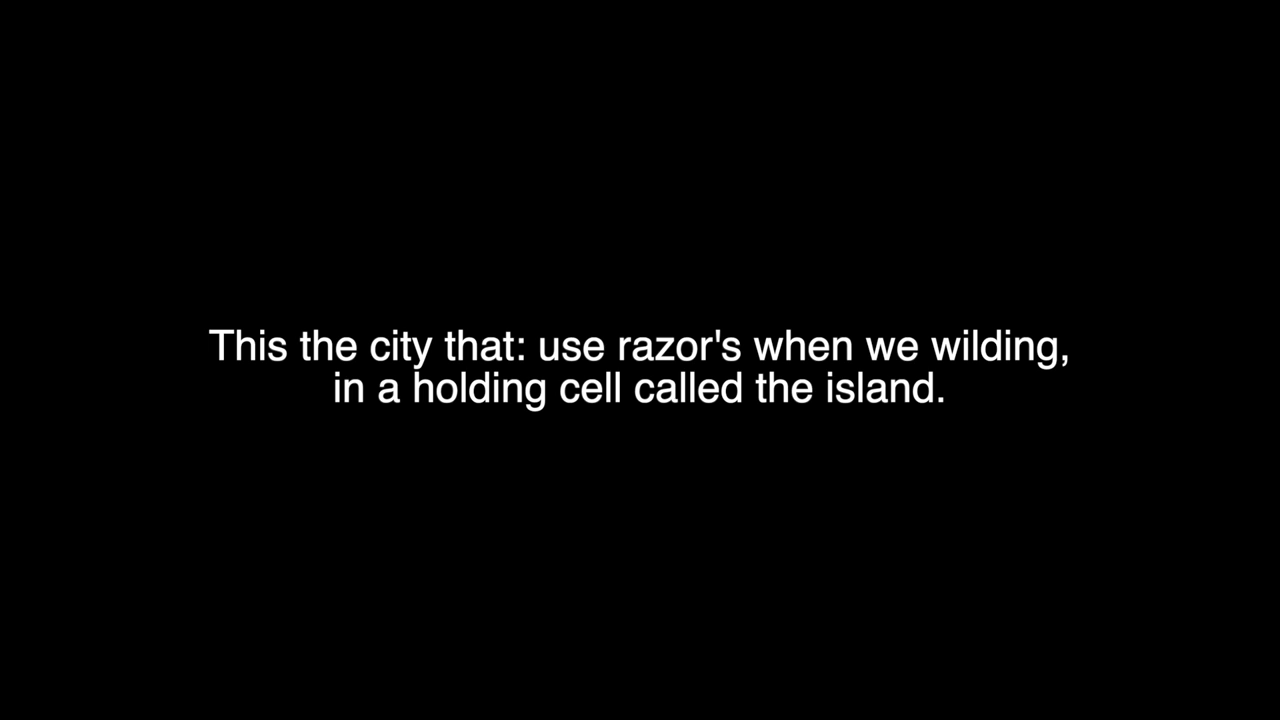 This the city that: use razor's when we wilding,
in a holding cell called the island.